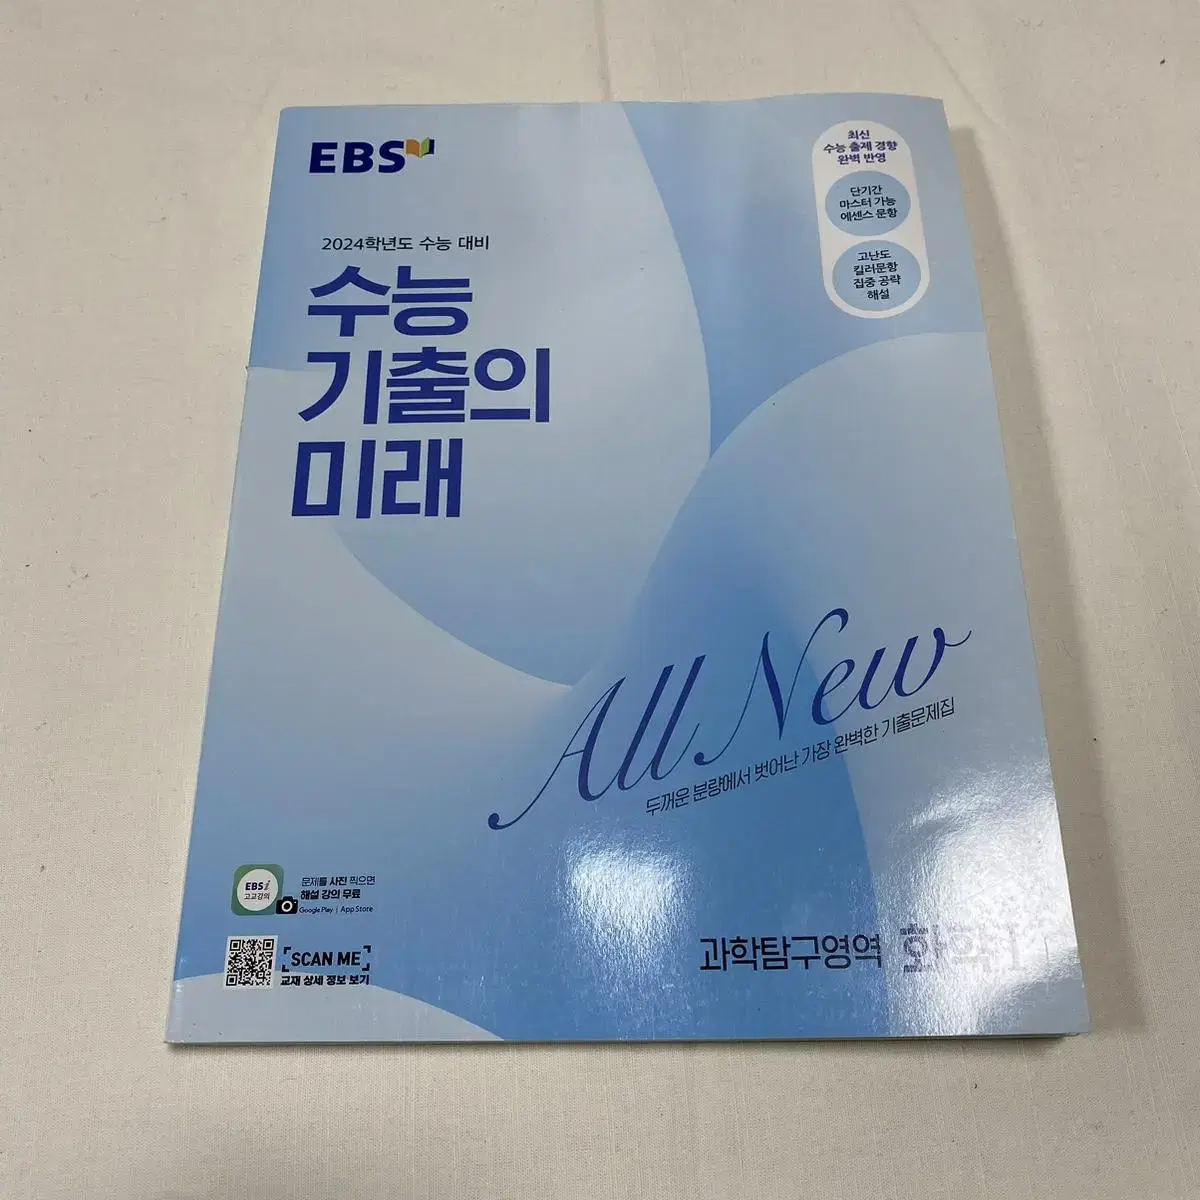 EBS
최신
수능 출제 경향
완벽 반영
단기간
마스터 가능
에센스 문항
고난도
킬러문항
집중 공략
해설
2024학년도 수능 대비
수능
기출의
미래
All New
두꺼운 분량에서 벗어난 가장 완벽한 기출문제집
EBSi
고교강의
문제를 사진 찍으면
해설 강의 무료
Google Play | App Store
SCAN ME
교재 상세 정보 보기
과학탐구영역 화학 I